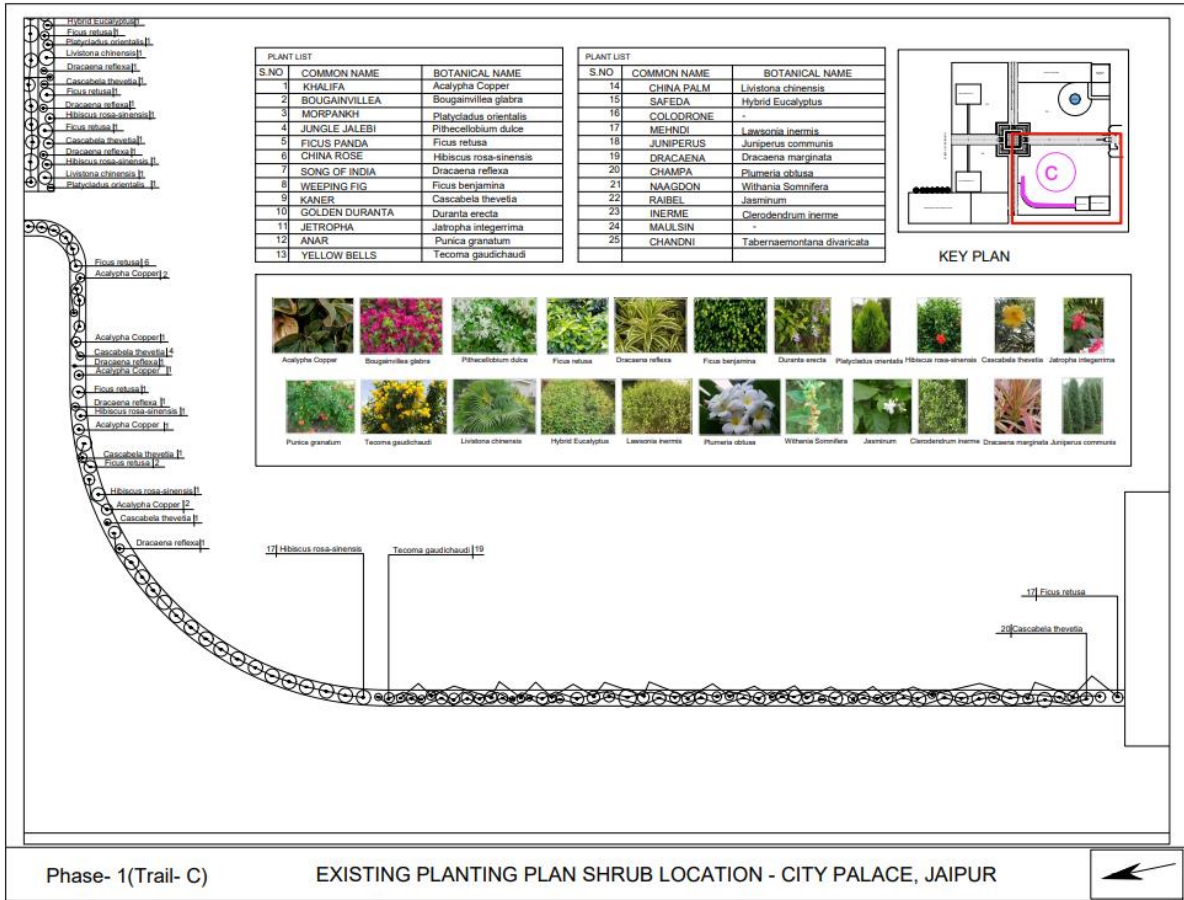 Hybrid Eucalyptus 1
Ficus retusa 1
Platycladus orientalis 1
Livistona chinensis 1
Dracaena reflexa 1
Cascabela thevetia 1
Ficus retusa 1
Dracaena reflexa 1
Hibiscus rosa-sinensis 1
Ficus retusa 1
Cascabela thevetia 1
Dracaena reflexa 1
Hibiscus rosa-sinensis 1
Livistona chinensis 1
Platycladus orientalis 1
PLANT LIST
S.NO COMMON NAME BOTANICAL NAME
1 KHALIFA Acalypha Copper
2 BOUGAINVILLEA Bougainvillea glabra
3 MORPANKH Platycladus orientalis
4 JUNGLE JALEBI Pithecellobium dulce
5 FICUS PANDA Ficus retusa
6 CHINA ROSE Hibiscus rosa-sinensis
7 SONG OF INDIA Dracaena reflexa
8 WEEPING FIG Ficus benjamina
9 KANER Cascabela thevetia
10 GOLDEN DURANTA Duranta erecta
11 JETROPHA Jatropha integerrima
12 ANAR Punica granatum
13 YELLOW BELLS Tecoma gaudichaudi
PLANT LIST
S.NO COMMON NAME BOTANICAL NAME
14 CHINA PALM Livistona chinensis
15 SAFEDA Hybrid Eucalyptus
16 COLODRONE -
17 MEHNDI Lawsonia inermis
18 JUNIPERUS Juniperus communis
19 DRACAENA Dracaena marginata
20 CHAMPA Plumeria obtusa
21 NAAGDON Withania Somnifera
22 RAIBEL Jasminum
23 INERME Clerodendrum inerme
24 MAULSIN -
25 CHANDNI Tabernaemontana divaricata
C
KEY PLAN
Acalypha Copper Bougainvillea glabra Pithecellobium dulce Ficus retusa Dracaena reflexa Ficus benjamina Duranta erecta Platycladus orientalis Hibiscus rosa-sinensis Cascabela thevetia Jatropha integerrima
Punica granatum Tecoma gaudichaudi Livistona chinensis Hybrid Eucalyptus Lawsonia inermis Plumeria obtusa Withania Somnifera Jasminum Clerodendrum inerme Dracaena marginata Juniperus communis
Ficus retusa 6
Acalypha Copper 2
Acalypha Copper 1
Cascabela thevetia 4
Dracaena reflexa 1
Acalypha Copper 1
Ficus retusa 1
Dracaena reflexa 1
Hibiscus rosa-sinensis 1
Acalypha Copper 1
Cascabela thevetia 1
Ficus retusa 2
Hibiscus rosa-sinensis 1
Acalypha Copper 2
Cascabela thevetia 1
Dracaena reflexa 1
17 Hibiscus rosa-sinensis
Tecoma gaudichaudi 19
17 Ficus retusa
20 Cascabela thevetia
Phase- 1(Trail- C)
EXISTING PLANTING PLAN SHRUB LOCATION - CITY PALACE, JAIPUR